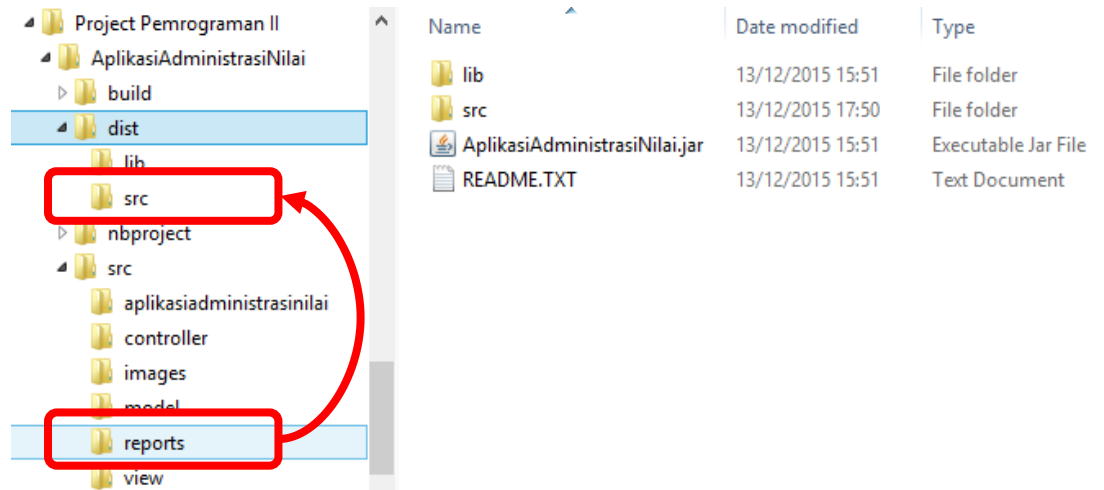 Project Pemrograman II
AplikasiAdministrasiNilai
build
dist
lib
src
nbproject
src
aplikasiadministrasinilai
controller
images
model
reports
view
Name Date modified Type
lib 13/12/2015 15:51 File folder
src 13/12/2015 17:50 File folder
AplikasiAdministrasiNilai.jar 13/12/2015 15:51 Executable Jar File
README.TXT 13/12/2015 15:51 Text Document